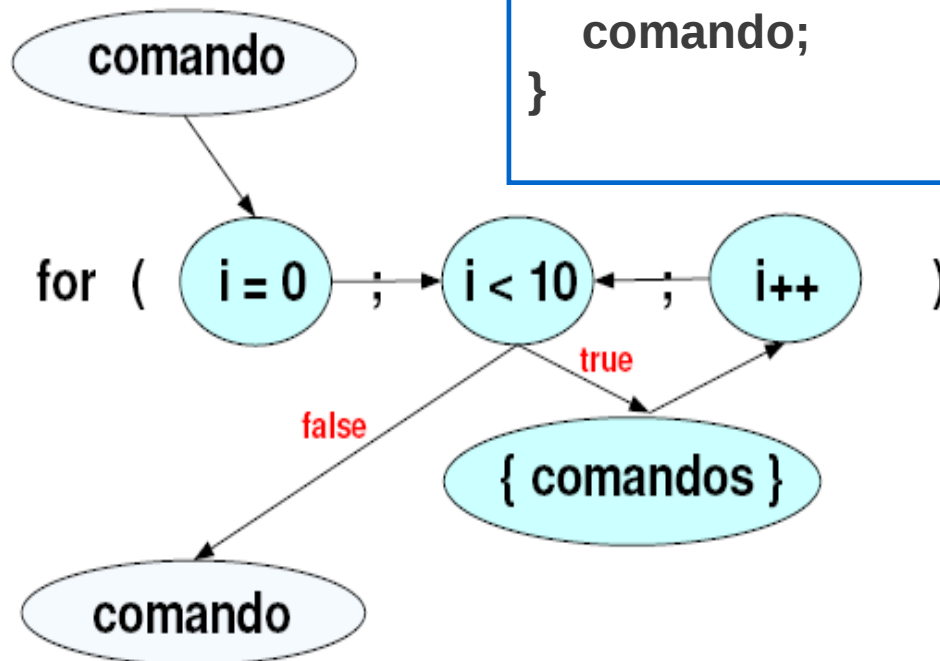 comando;
}
comando
for ( i = 0 ; i < 10 ; i++ )
true
false
{ comandos }
comando